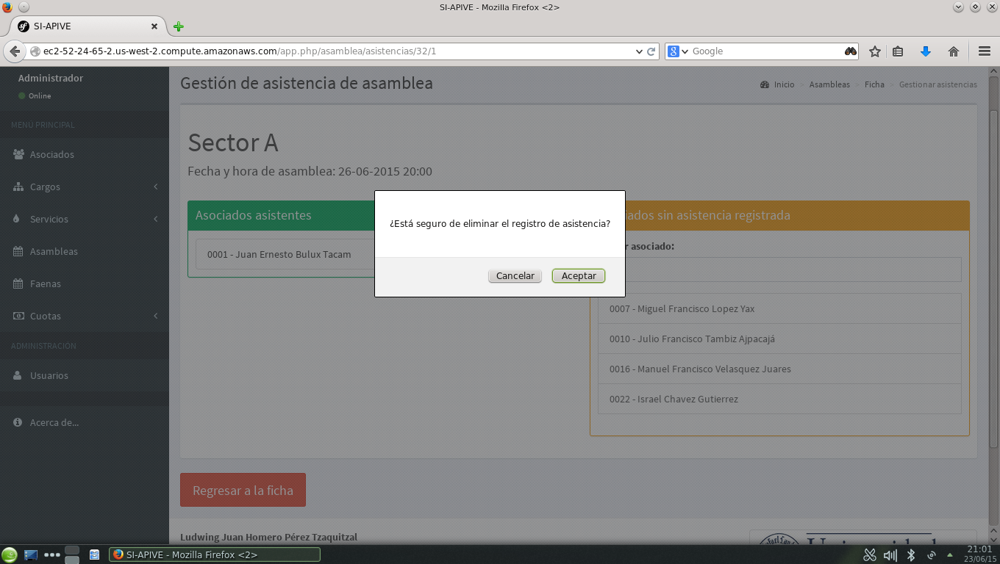 SI-APIVE - Mozilla Firefox <2>
SI-APIVE
ec2-52-24-65-2.us-west-2.compute.amazonaws.com/app.php/asamblea/asistencias/32/1
Google
Administrador
Online
Gestión de asistencia de asamblea
Inicio > Asambleas > Ficha > Gestionar asistencias
MENÚ PRINCIPAL
Asociados
Cargos
Servicios
Asambleas
Faenas
Cuotas
ADMINISTRACIÓN
Usuarios
Acerca de...
Sector A
Fecha y hora de asamblea: 26-06-2015 20:00
Asociados asistentes
0001 - Juan Ernesto Bulux Tacam
¿Está seguro de eliminar el registro de asistencia?
Cancelar
Aceptar
iados sin asistencia registrada
r asociado:
0007 - Miguel Francisco Lopez Yax
0010 - Julio Francisco Tambiz Ajpacajá
0016 - Manuel Francisco Velasquez Juares
0022 - Israel Chavez Gutierrez
Regresar a la ficha
Ludwing Juan Homero Pérez Tzaquitzal
SI-APIVE - Mozilla Firefox <2>
21:01
23/06/15